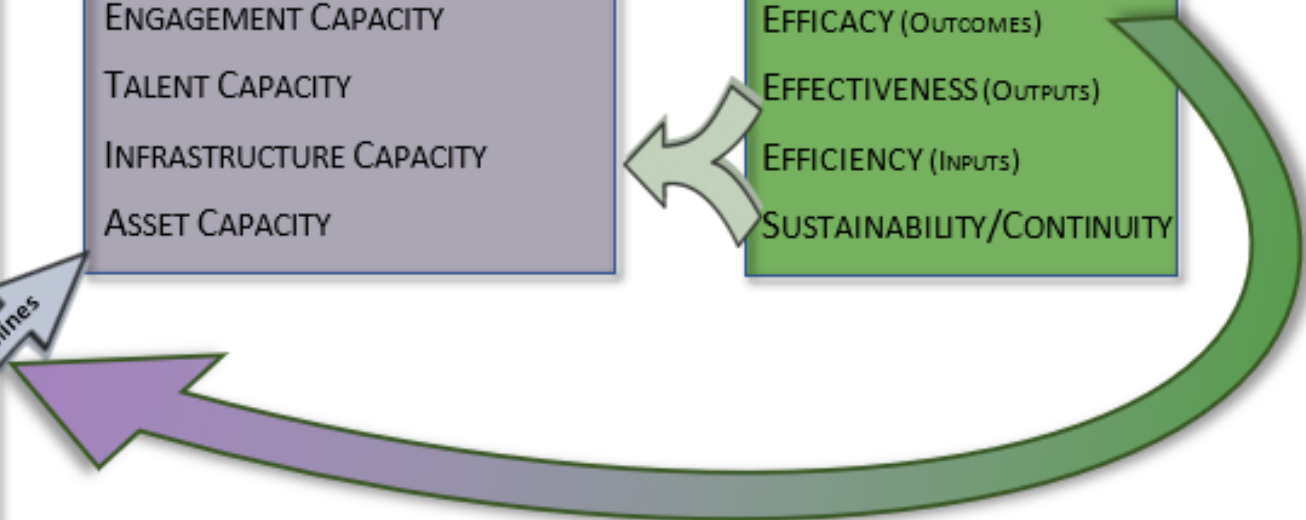 ENGAGEMENT CAPACITY
TALENT CAPACITY
INFRASTRUCTURE CAPACITY
ASSET CAPACITY
EFFICACY (OUTCOMES)
EFFECTIVENESS (OUTPUTS)
EFFICIENCY (INPUTS)
SUSTAINABILITY/CONTINUITY